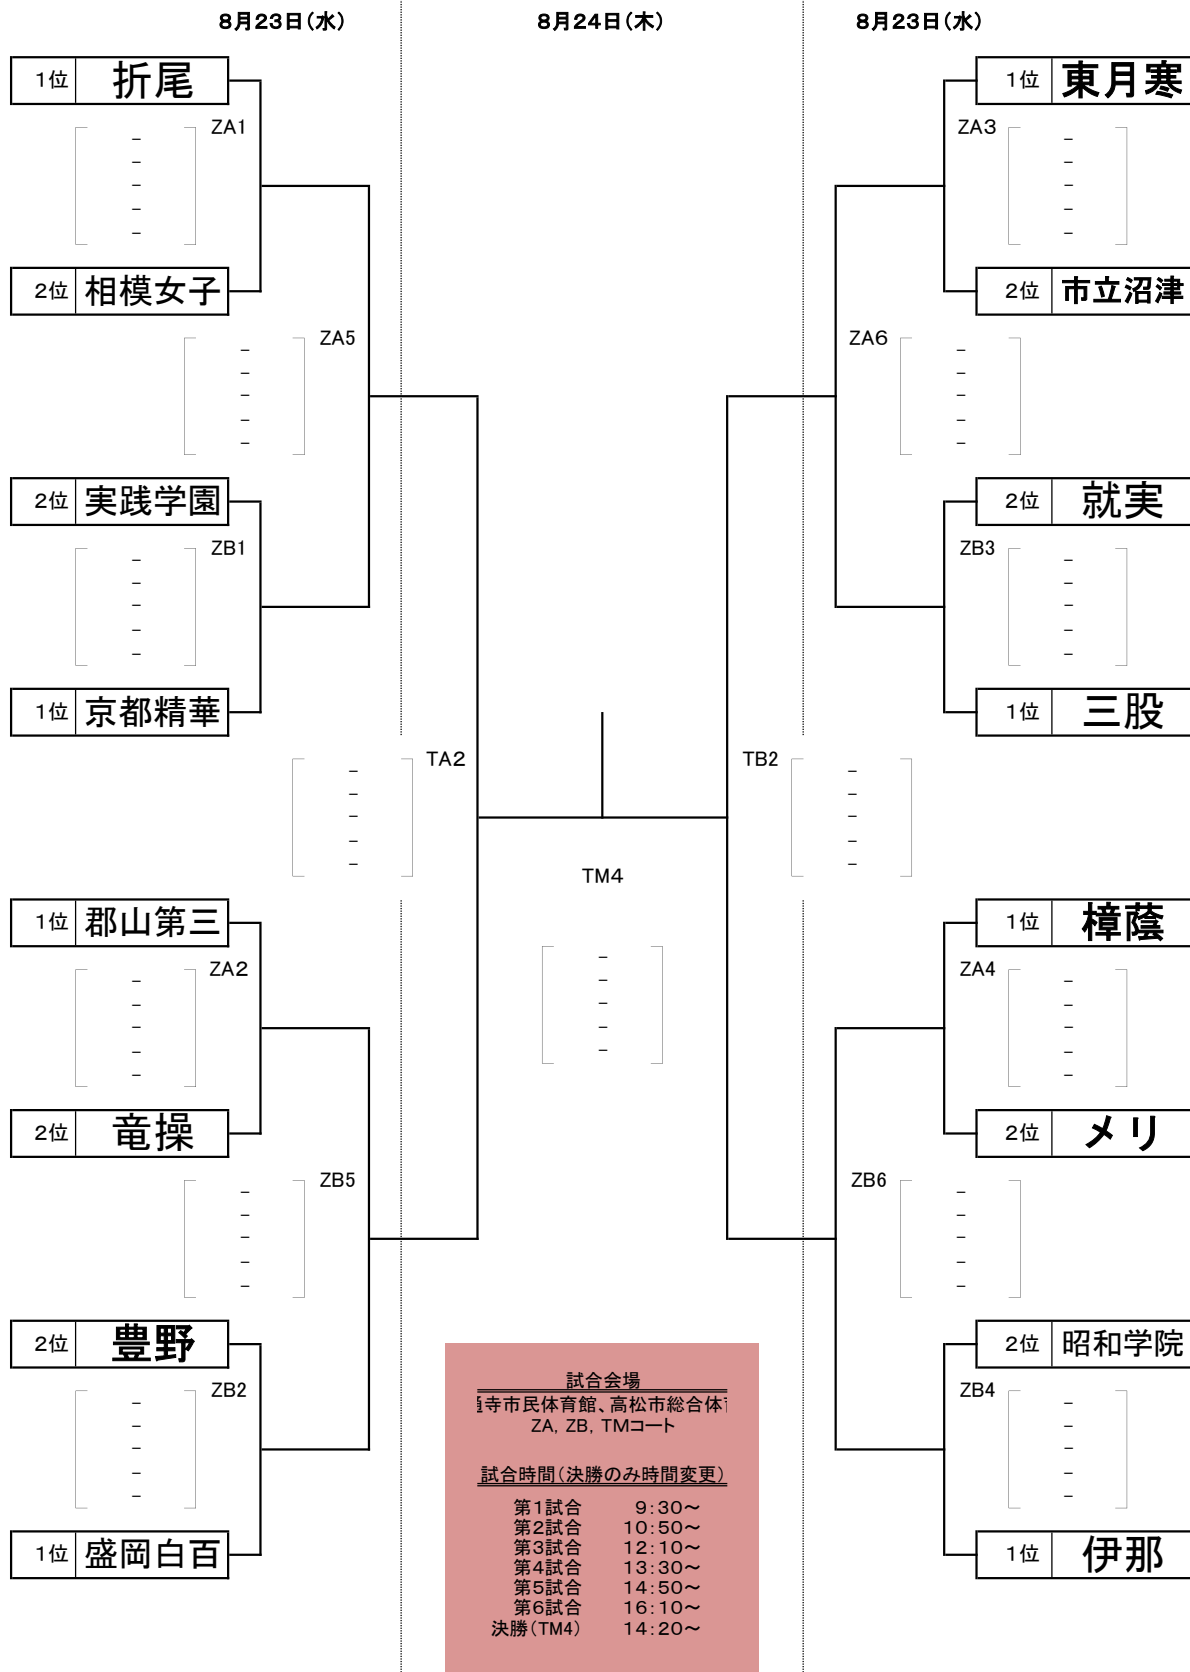 8月23日(水)
8月24日(木)
8月23日(水)
1位 折尾
1位 東月寒
ZA1
ZA3
-
-
-
-
-
-
-
-
-
-
2位 相模女子
2位 市立沼津
ZA5
ZA6
-
-
-
-
-
-
-
-
-
-
2位 実践学園
2位 就実
ZB1
ZB3
-
-
-
-
-
-
-
-
-
-
1位 京都精華
1位 三股
TA2
TB2
-
-
-
-
-
-
-
-
-
-
TM4
-
-
-
-
-
1位 郡山第三
1位 樟蔭
ZA2
ZA4
-
-
-
-
-
-
-
-
-
-
2位 竜操
2位 メリ
ZB5
ZB6
-
-
-
-
-
-
-
-
-
-
2位 豊野
2位 昭和学院
ZB2
ZB4
-
-
-
-
-
-
-
-
-
-
1位 盛岡白百
1位 伊那
試合会場
寺市民体育館、高松市総合体
ZA, ZB, TMコート
試合時間(決勝のみ時間変更)
第1試合 9:30~
第2試合 10:50~
第3試合 12:10~
第4試合 13:30~
第5試合 14:50~
第6試合 16:10~
決勝(TM4) 14:20~